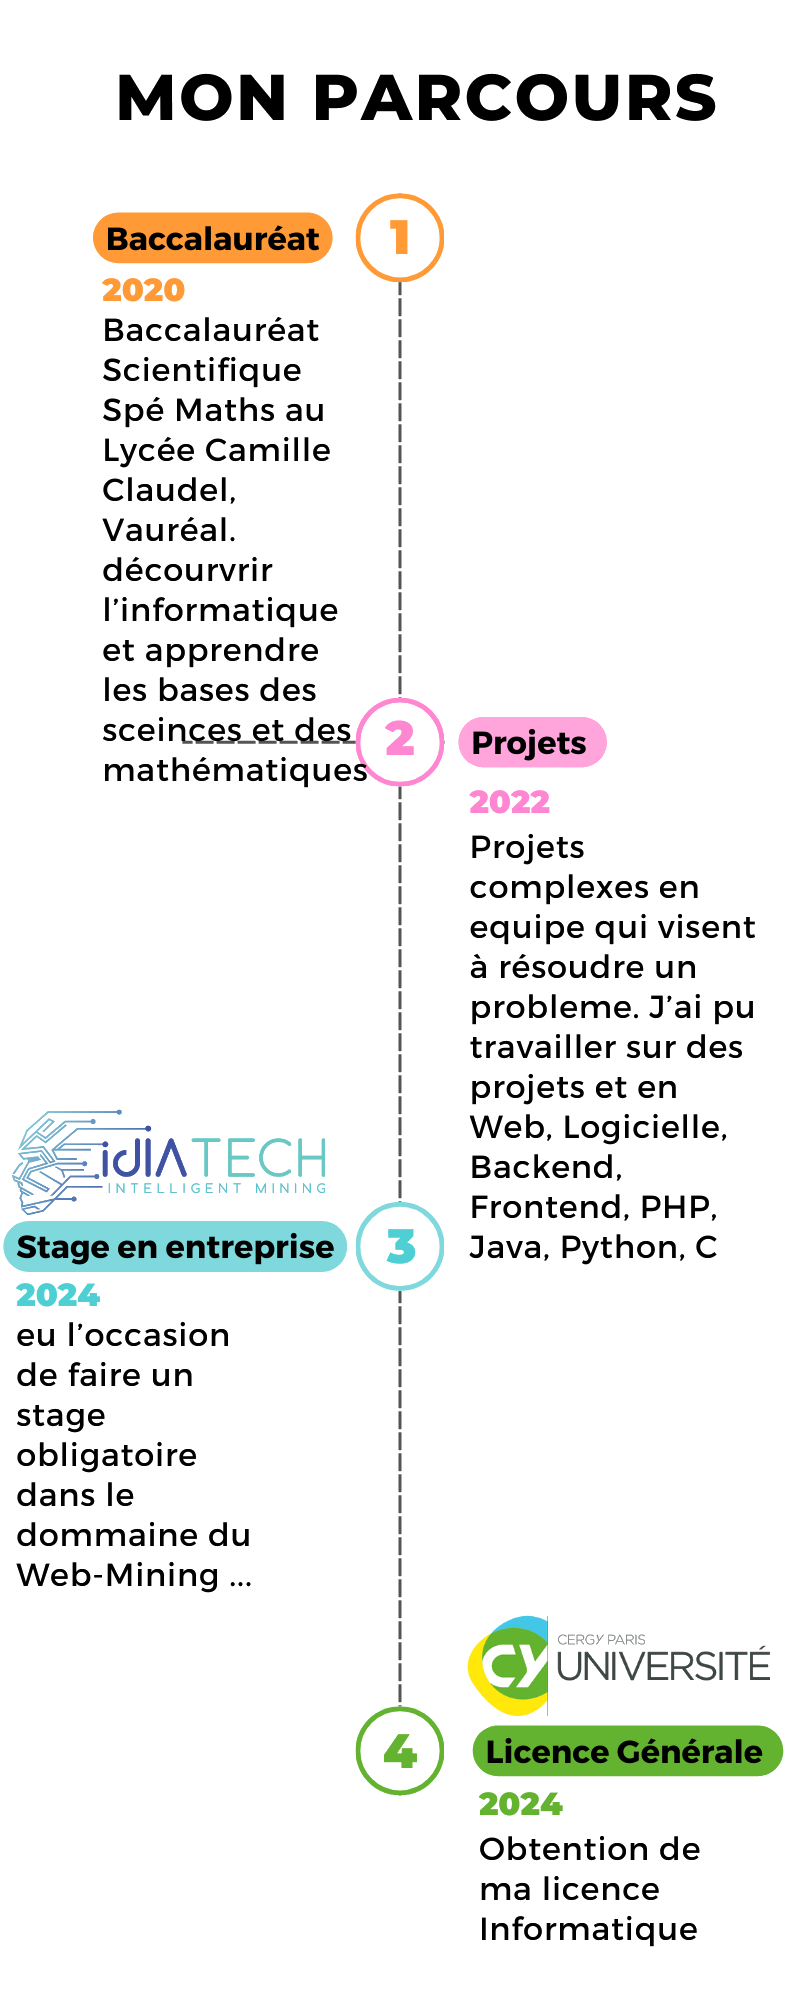 MON PARCOURS
1
Baccalauréat
2020
Baccalauréat
Scientifique
Spé Maths au
Lycée Camille
Claudel,
Vauréal.
décourvrir
l'informatique
et apprendre
les bases des
sceinces et des
mathématiques
2
Projets
2022
Projets
complexes en
equipe qui visent
à résoudre un
probleme. J'ai pu
travailler sur des
projets et en
Web, Logicielle,
Backend,
Frontend, PHP,
Java, Python, C
idIATECH
INTELLIGENT MINING
3
Stage en entreprise
2024
eu l'occasion
de faire un
stage
obligatoire
dans le
dommaine du
Web-Mining ...
CY
CERGY PARIS
UNIVERSITÉ
4
Licence Générale
2024
Obtention de
ma licence
Informatique